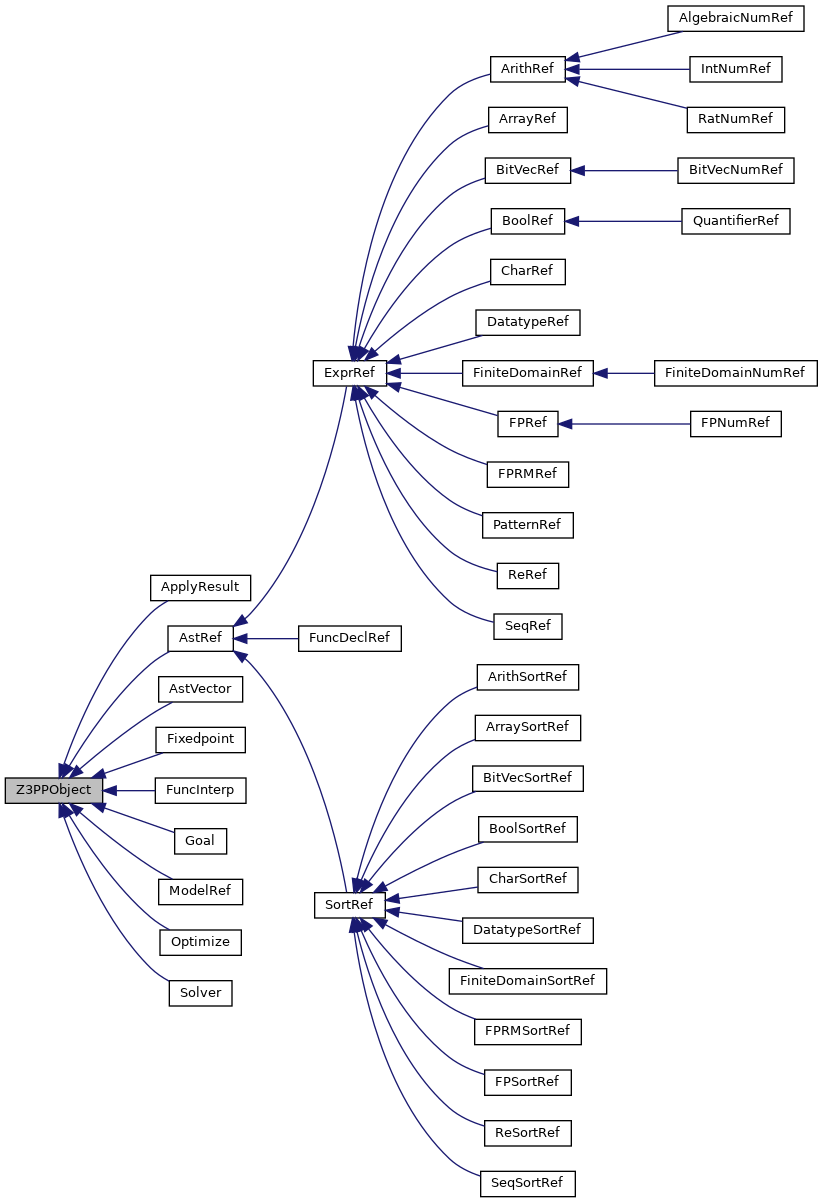 AlgebraicNumRef
ArithRef
IntNumRef
RatNumRef
ArrayRef
BitVecRef
BitVecNumRef
BoolRef
QuantifierRef
CharRef
DatatypeRef
ExprRef
FiniteDomainRef
FiniteDomainNumRef
FPRef
FPNumRef
FPRMRef
PatternRef
ReRef
ApplyResult
SeqRef
AstRef
FuncDeclRef
ArithSortRef
AstVector
ArraySortRef
Fixedpoint
BitVecSortRef
Z3PPObject
FuncInterp
BoolSortRef
Goal
CharSortRef
ModelRef
SortRef
DatatypeSortRef
Optimize
FiniteDomainSortRef
Solver
FPRMSortRef
FPSortRef
ReSortRef
SeqSortRef